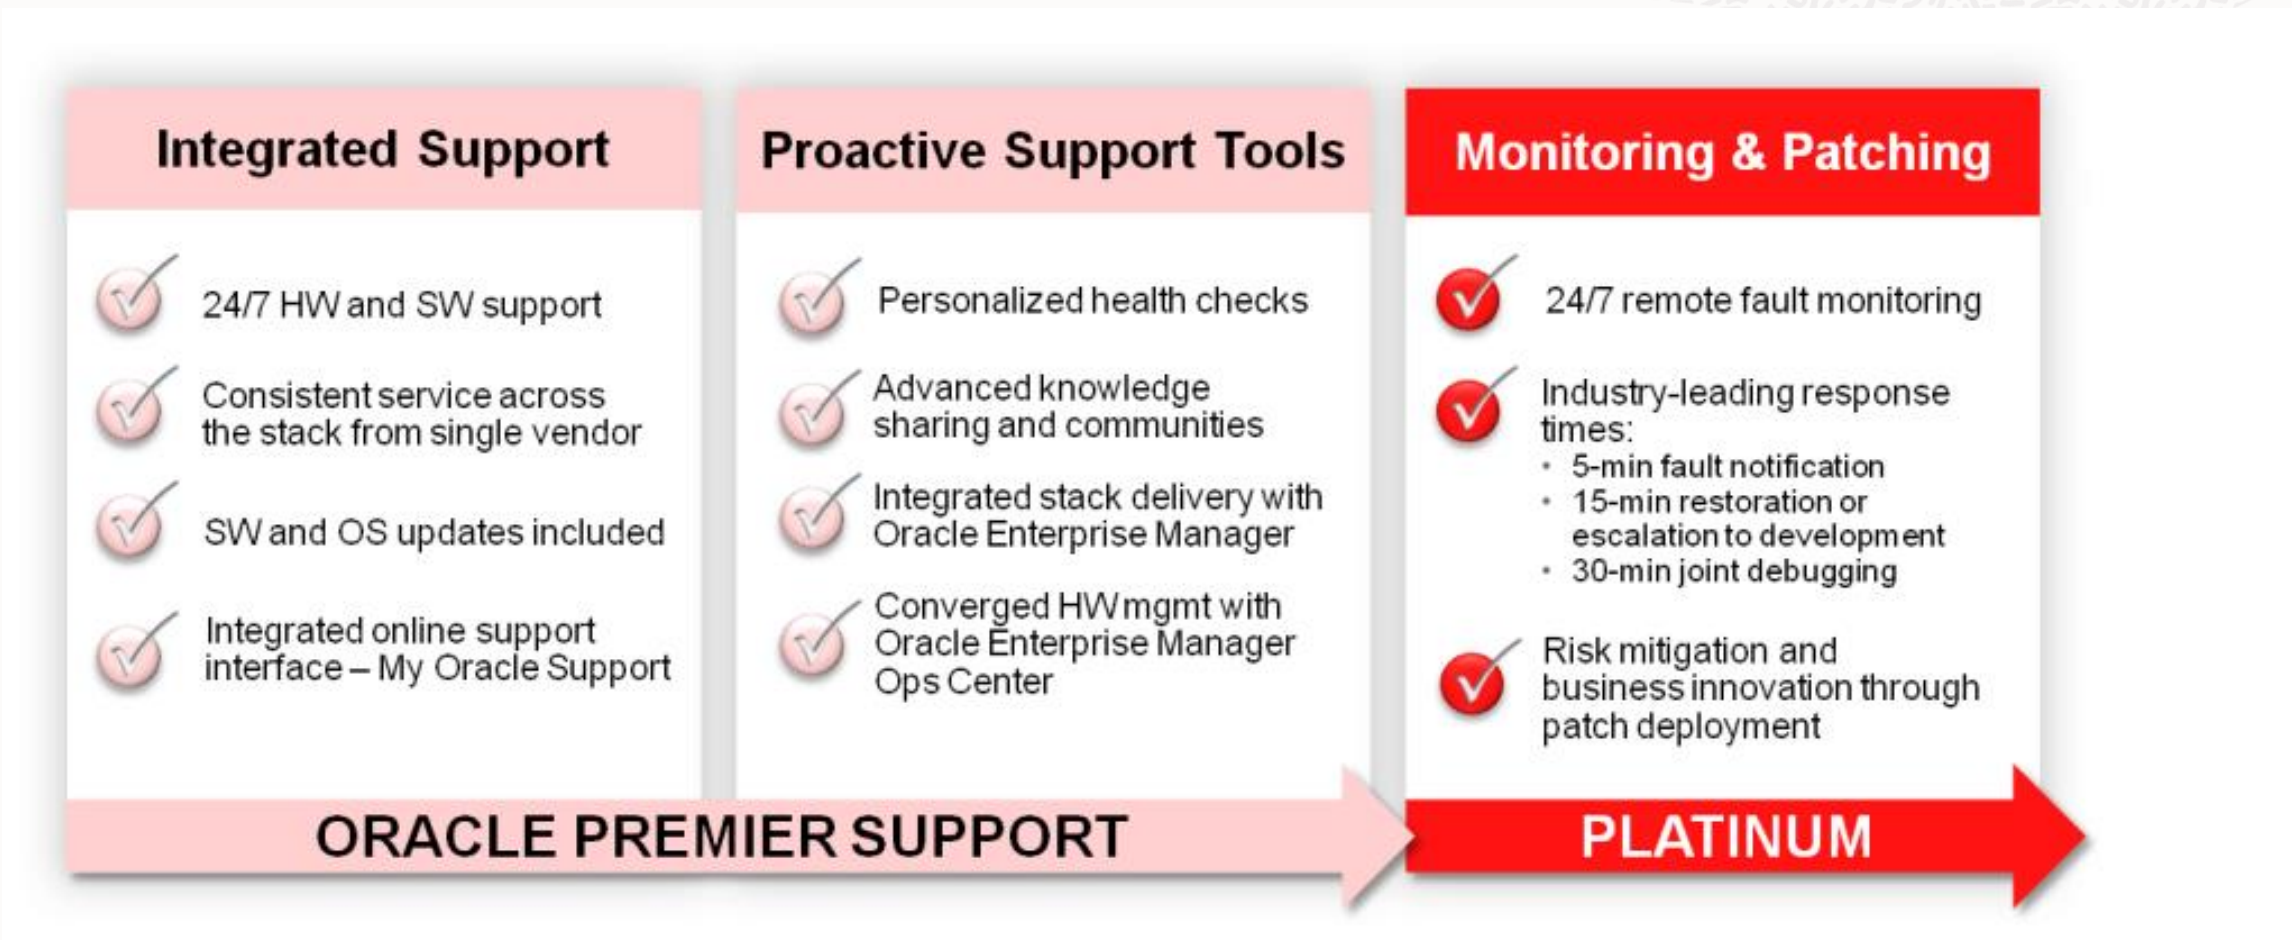 Integrated Support
24/7 HW and SW support
Consistent service across
the stack from single vendor
SW and OS updates included
Integrated online support
interface – My Oracle Support
Proactive Support Tools
Personalized health checks
Advanced knowledge
sharing and communities
Integrated stack delivery with
Oracle Enterprise Manager
Converged HW mgmt with
Oracle Enterprise Manager
Ops Center
Monitoring & Patching
24/7 remote fault monitoring
Industry-leading response
times:
• 5-min fault notification
• 15-min restoration or
escalation to development
• 30-min joint debugging
Risk mitigation and
business innovation through
patch deployment
ORACLE PREMIER SUPPORT
PLATINUM